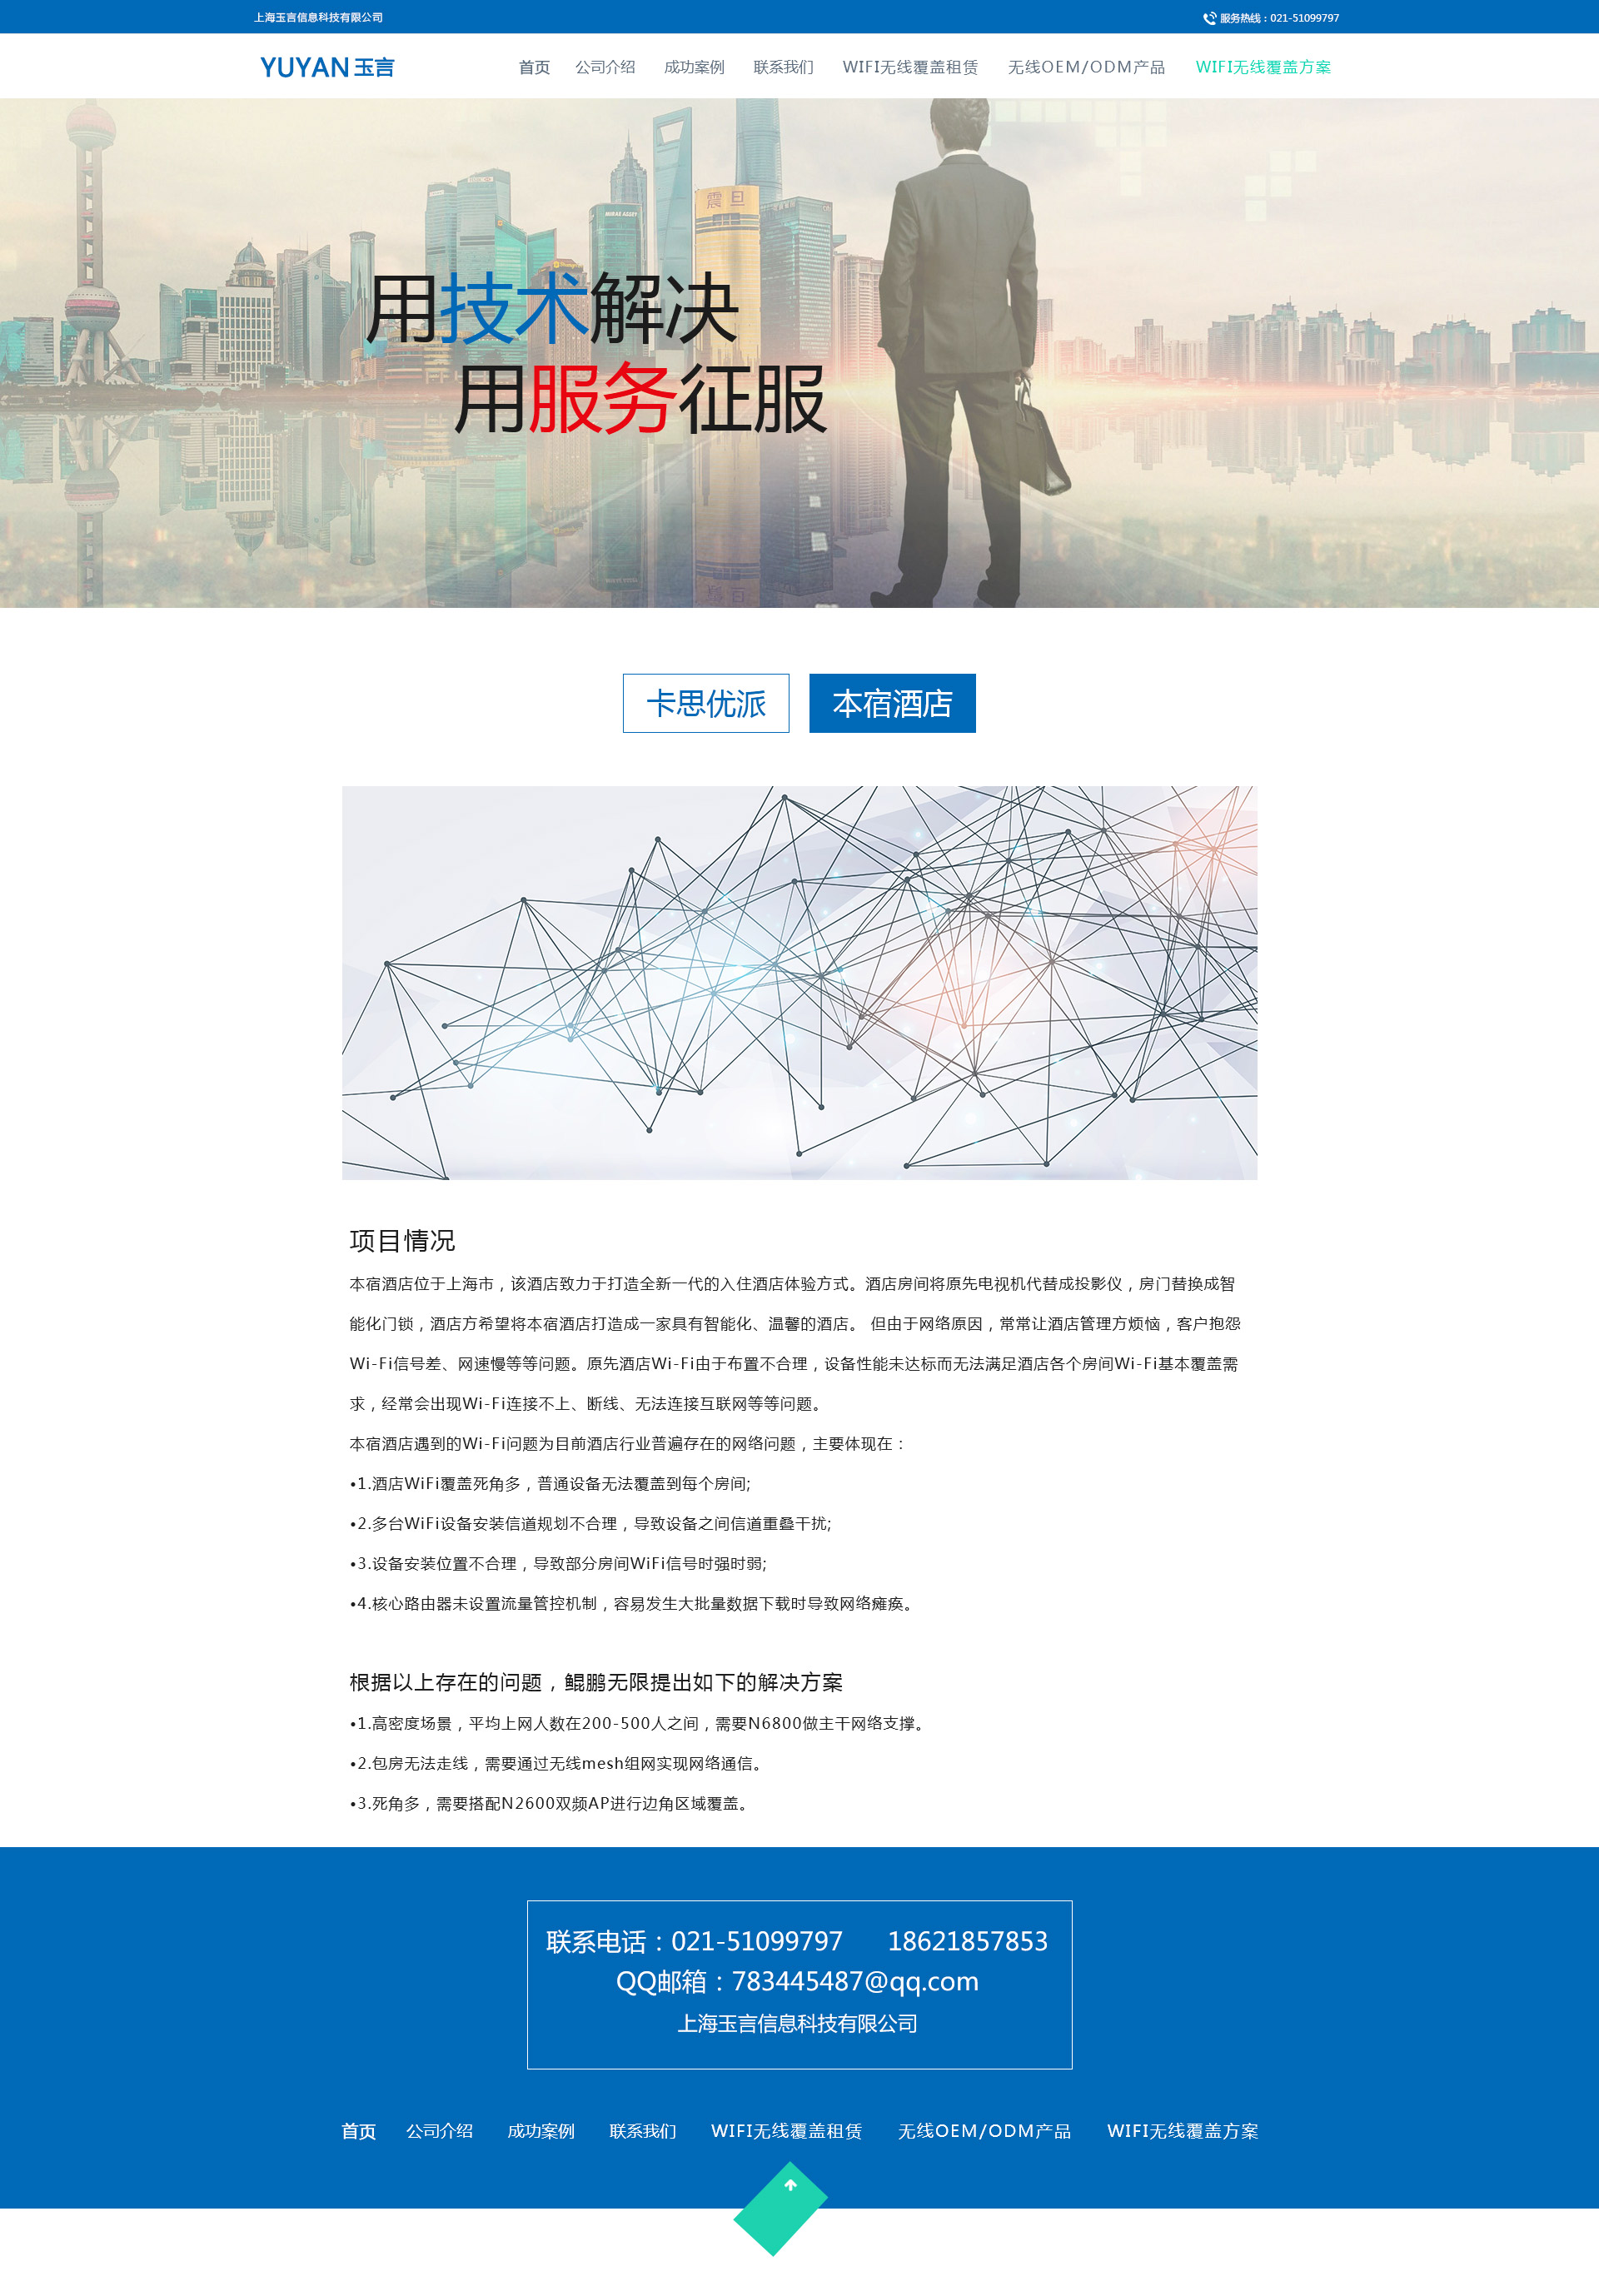 上海玉言信息科技有限公司
服务热线：021-51099797
YUYAN 玉言
首页 公司介绍 成功案例 联系我们 WIFI无线覆盖租赁 无线OEM/ODM产品 WIFI无线覆盖方案
震旦
用技术解决
用服务征服
卡思优派 本宿酒店
项目情况
本宿酒店位于上海市，该酒店致力于打造全新一代的入住酒店体验方式。酒店房间将原先电视机代替成投影仪，房门替换成智
能化门锁，酒店方希望将本宿酒店打造成一家具有智能化、温馨的酒店。 但由于网络原因，常常让酒店管理方烦恼，客户抱怨
Wi-Fi信号差、网速慢等等问题。原先酒店Wi-Fi由于布置不合理，设备性能未达标而无法满足酒店各个房间Wi-Fi基本覆盖需
求，经常会出现Wi-Fi连接不上、断线、无法连接互联网等等问题。
本宿酒店遇到的Wi-Fi问题为目前酒店行业普遍存在的网络问题，主要体现在：
•1.酒店WiFi覆盖死角多，普通设备无法覆盖到每个房间;
•2.多台WiFi设备安装信道规划不合理，导致设备之间信道重叠干扰;
•3.设备安装位置不合理，导致部分房间WiFi信号时强时弱;
•4.核心路由器未设置流量管控机制，容易发生大批量数据下载时导致网络瘫痪。
根据以上存在的问题，鲲鹏无限提出如下的解决方案
•1.高密度场景，平均上网人数在200-500人之间，需要N6800做主干网络支撑。
•2.包房无法走线，需要通过无线mesh组网实现网络通信。
•3.死角多，需要搭配N2600双频AP进行边角区域覆盖。
联系电话：021-51099797 18621857853
QQ邮箱：783445487@qq.com
上海玉言信息科技有限公司
首页 公司介绍 成功案例 联系我们 WIFI无线覆盖租赁 无线OEM/ODM产品 WIFI无线覆盖方案